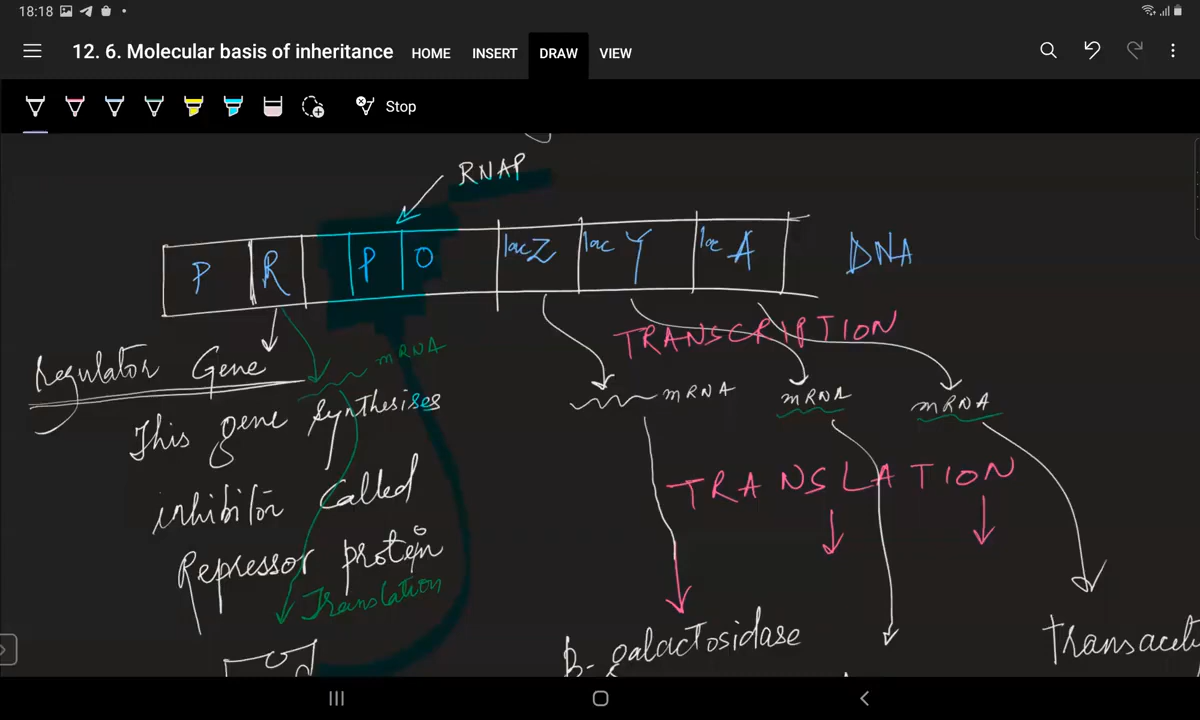 18:18
12. 6. Molecular basis of inheritance HOME INSERT DRAW VIEW
Stop
RNAP
P R P O lac Z lac Y lac A DNA
TRANSCRIPTION
mRNA
Regulator Gene
mRNA mRNA mRNA
This gene synthesises
TRANSLATION
inhibitor called
Repressor protein
Translation
β-galactosidase
Transacety